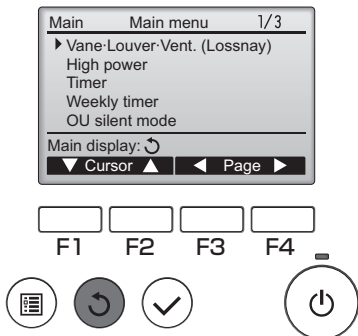 Main Main menu 1/3
Vane·Louver·Vent. (Lossnay)
High power
Timer
Weekly timer
OU silent mode
Main display:
Cursor Page
F1 F2 F3 F4